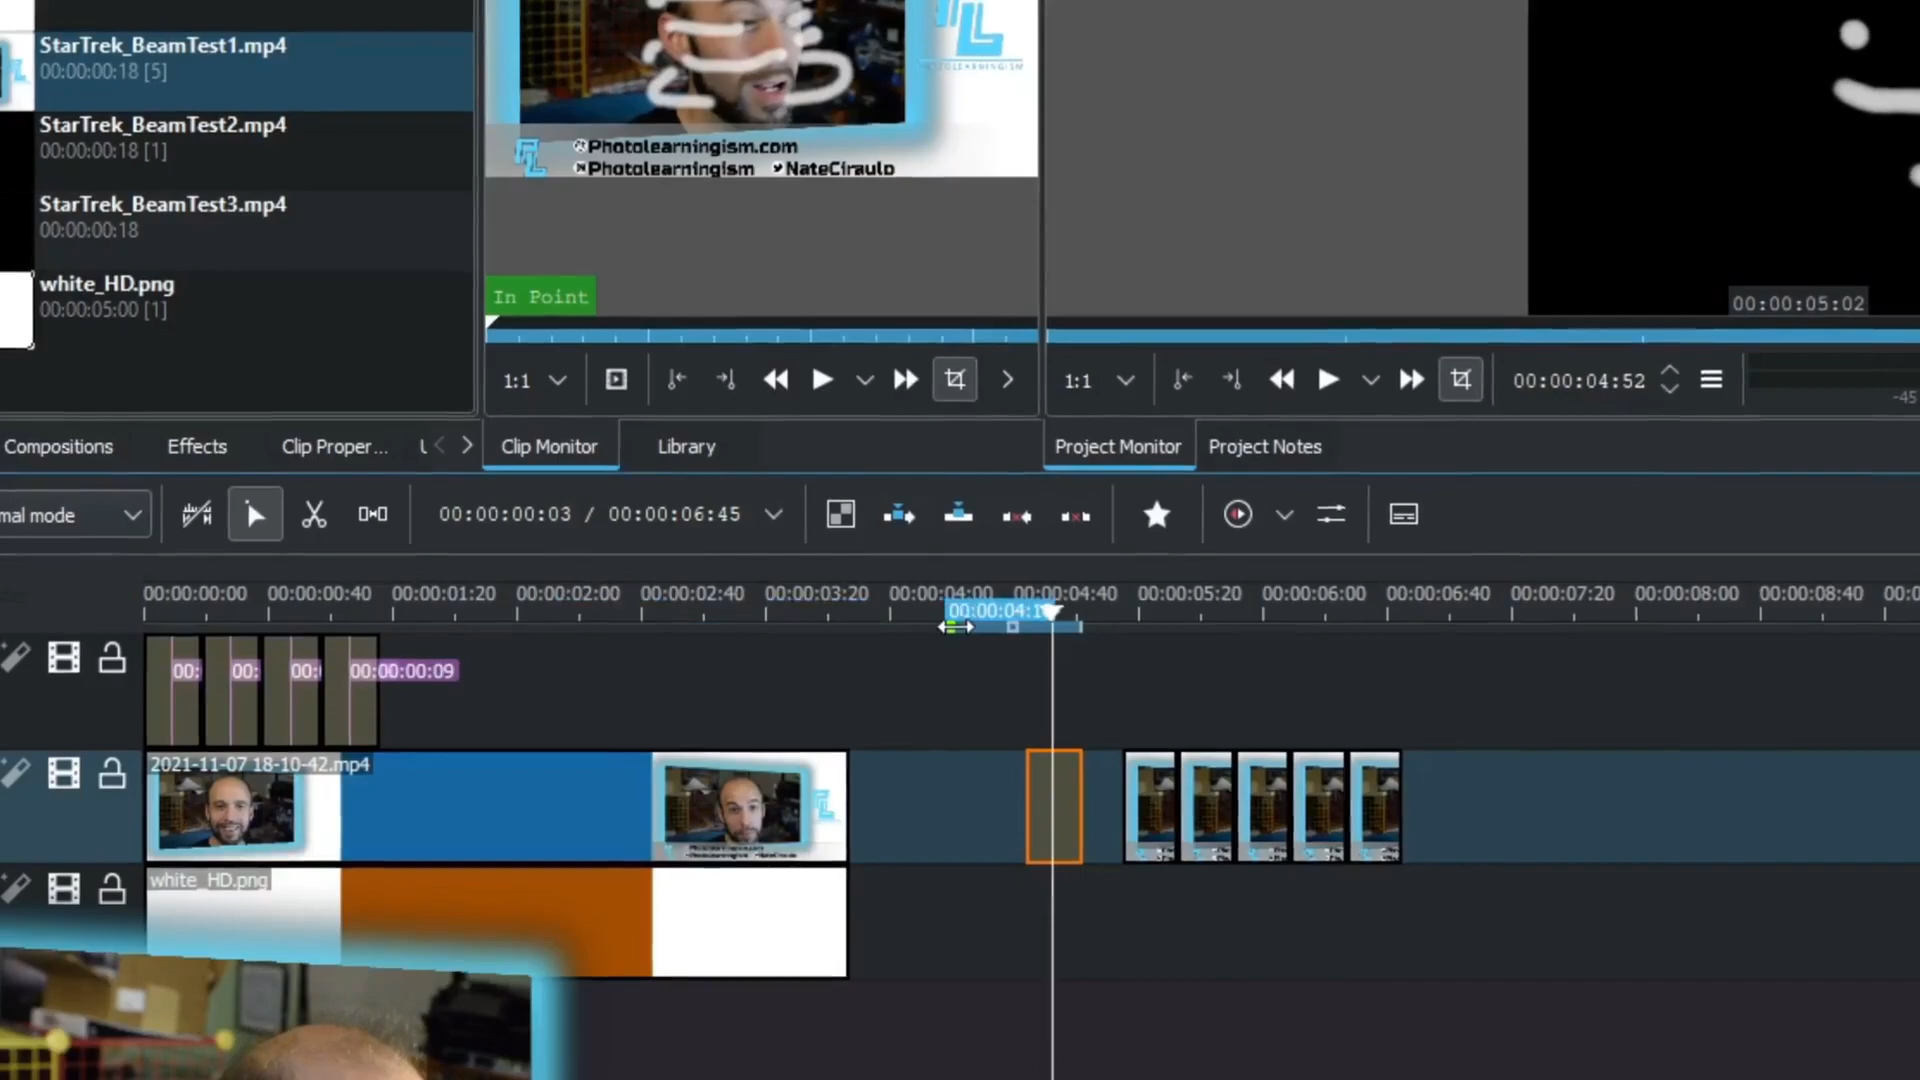 StarTrek_BeamTest1.mp4
00:00:00:18 [5]
StarTrek_BeamTest2.mp4
00:00:00:18 [1]
StarTrek_BeamTest3.mp4
00:00:00:18
white_HD.png
00:00:05:00 [1]
PHOTOLEARNINGISM
Photolearningism.com
Photolearningism NateCiraulo
In Point
00:00:05:02
1:1
1:1 00:00:04:52
-45
Compositions Effects Clip Proper... Clip Monitor Library Project Monitor Project Notes
mal mode 00:00:00:03 / 00:00:06:45
00:00:00:00 00:00:00:40 00:00:01:20 00:00:02:00 00:00:02:40 00:00:03:20 00:00:04:00 00:00:04:40 00:00:05:20 00:00:06:00 00:00:06:40 00:00:07:20 00:00:08:00 00:00:08:40 00:0
00:00:04:1
00: 00: 00: 00:00:00:09
2021-11-07 18-10-42.mp4
white_HD.png